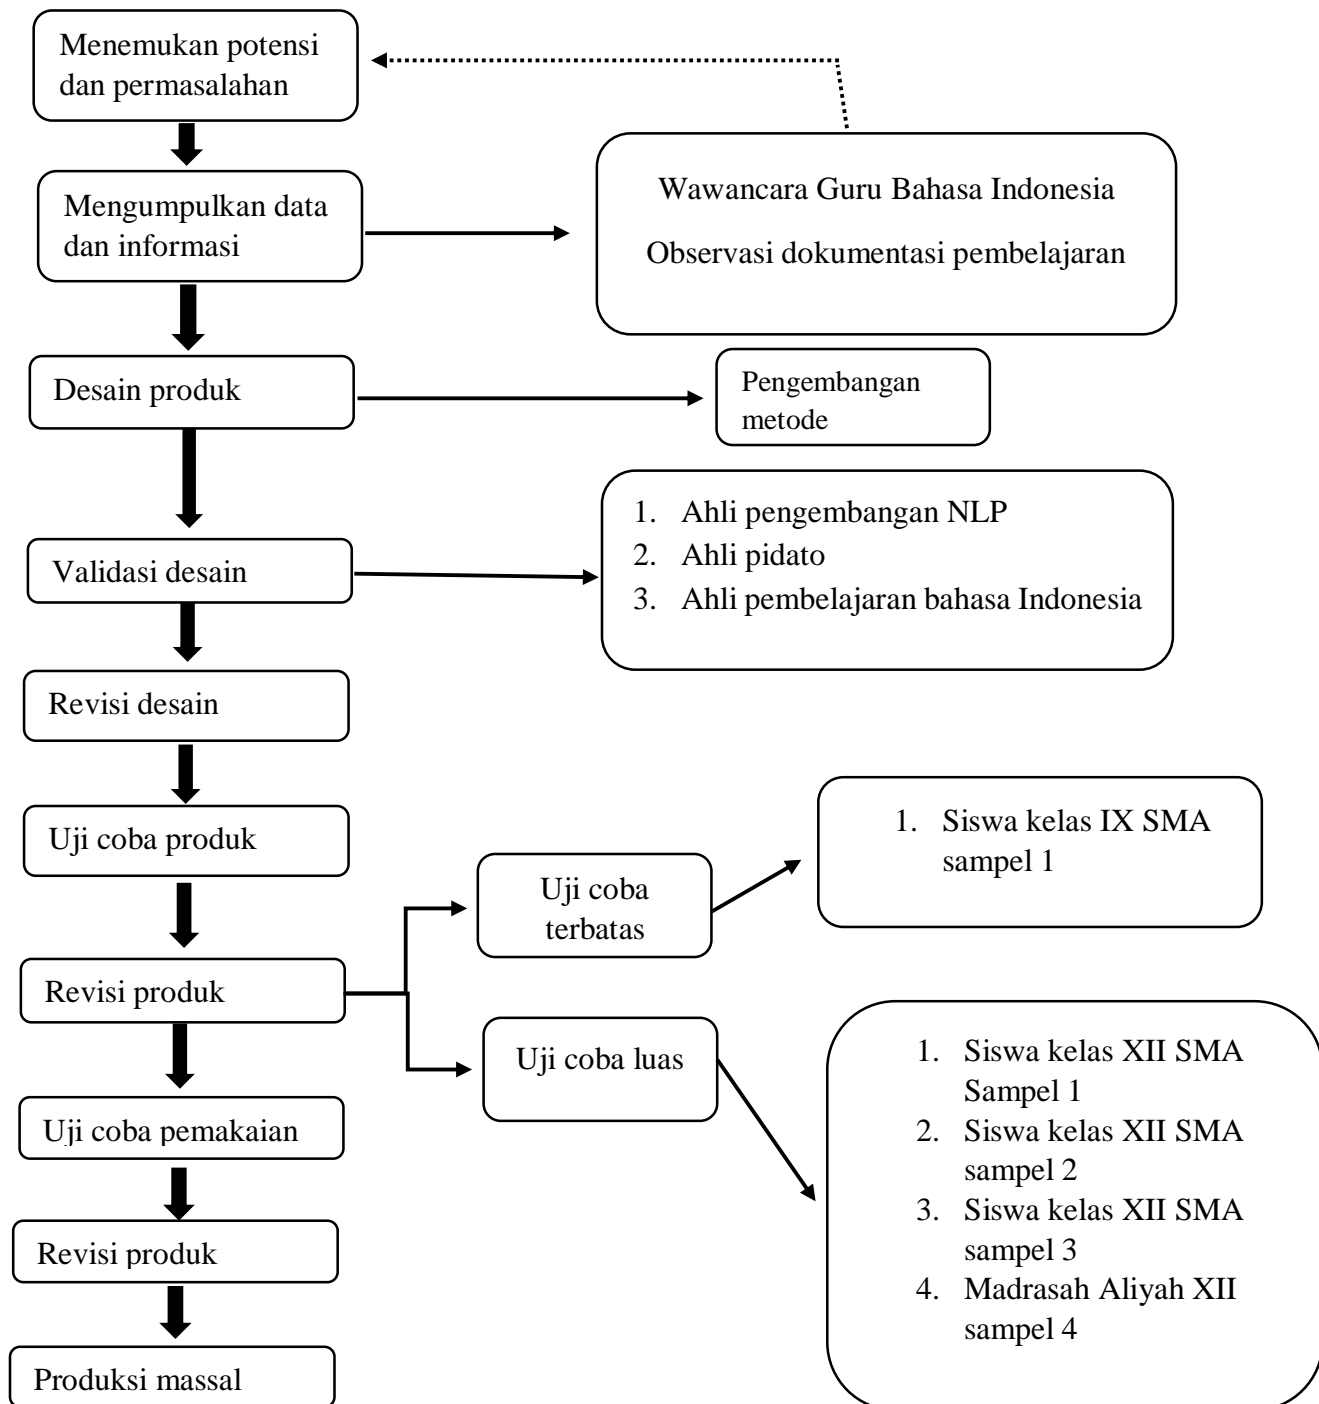 Menemukan potensi
dan permasalahan
Mengumpulkan data
dan informasi
Wawancara Guru Bahasa Indonesia
Observasi dokumentasi pembelajaran
Desain produk
Pengembangan
metode
Validasi desain
1. Ahli pengembangan NLP
2. Ahli pidato
3. Ahli pembelajaran bahasa Indonesia
Revisi desain
Uji coba produk
Revisi produk
Uji coba
terbatas
1. Siswa kelas IX SMA
sampel 1
Uji coba luas
1. Siswa kelas XII SMA
Sampel 1
2. Siswa kelas XII SMA
sampel 2
3. Siswa kelas XII SMA
sampel 3
4. Madrasah Aliyah XII
sampel 4
Uji coba pemakaian
Revisi produk
Produksi massal